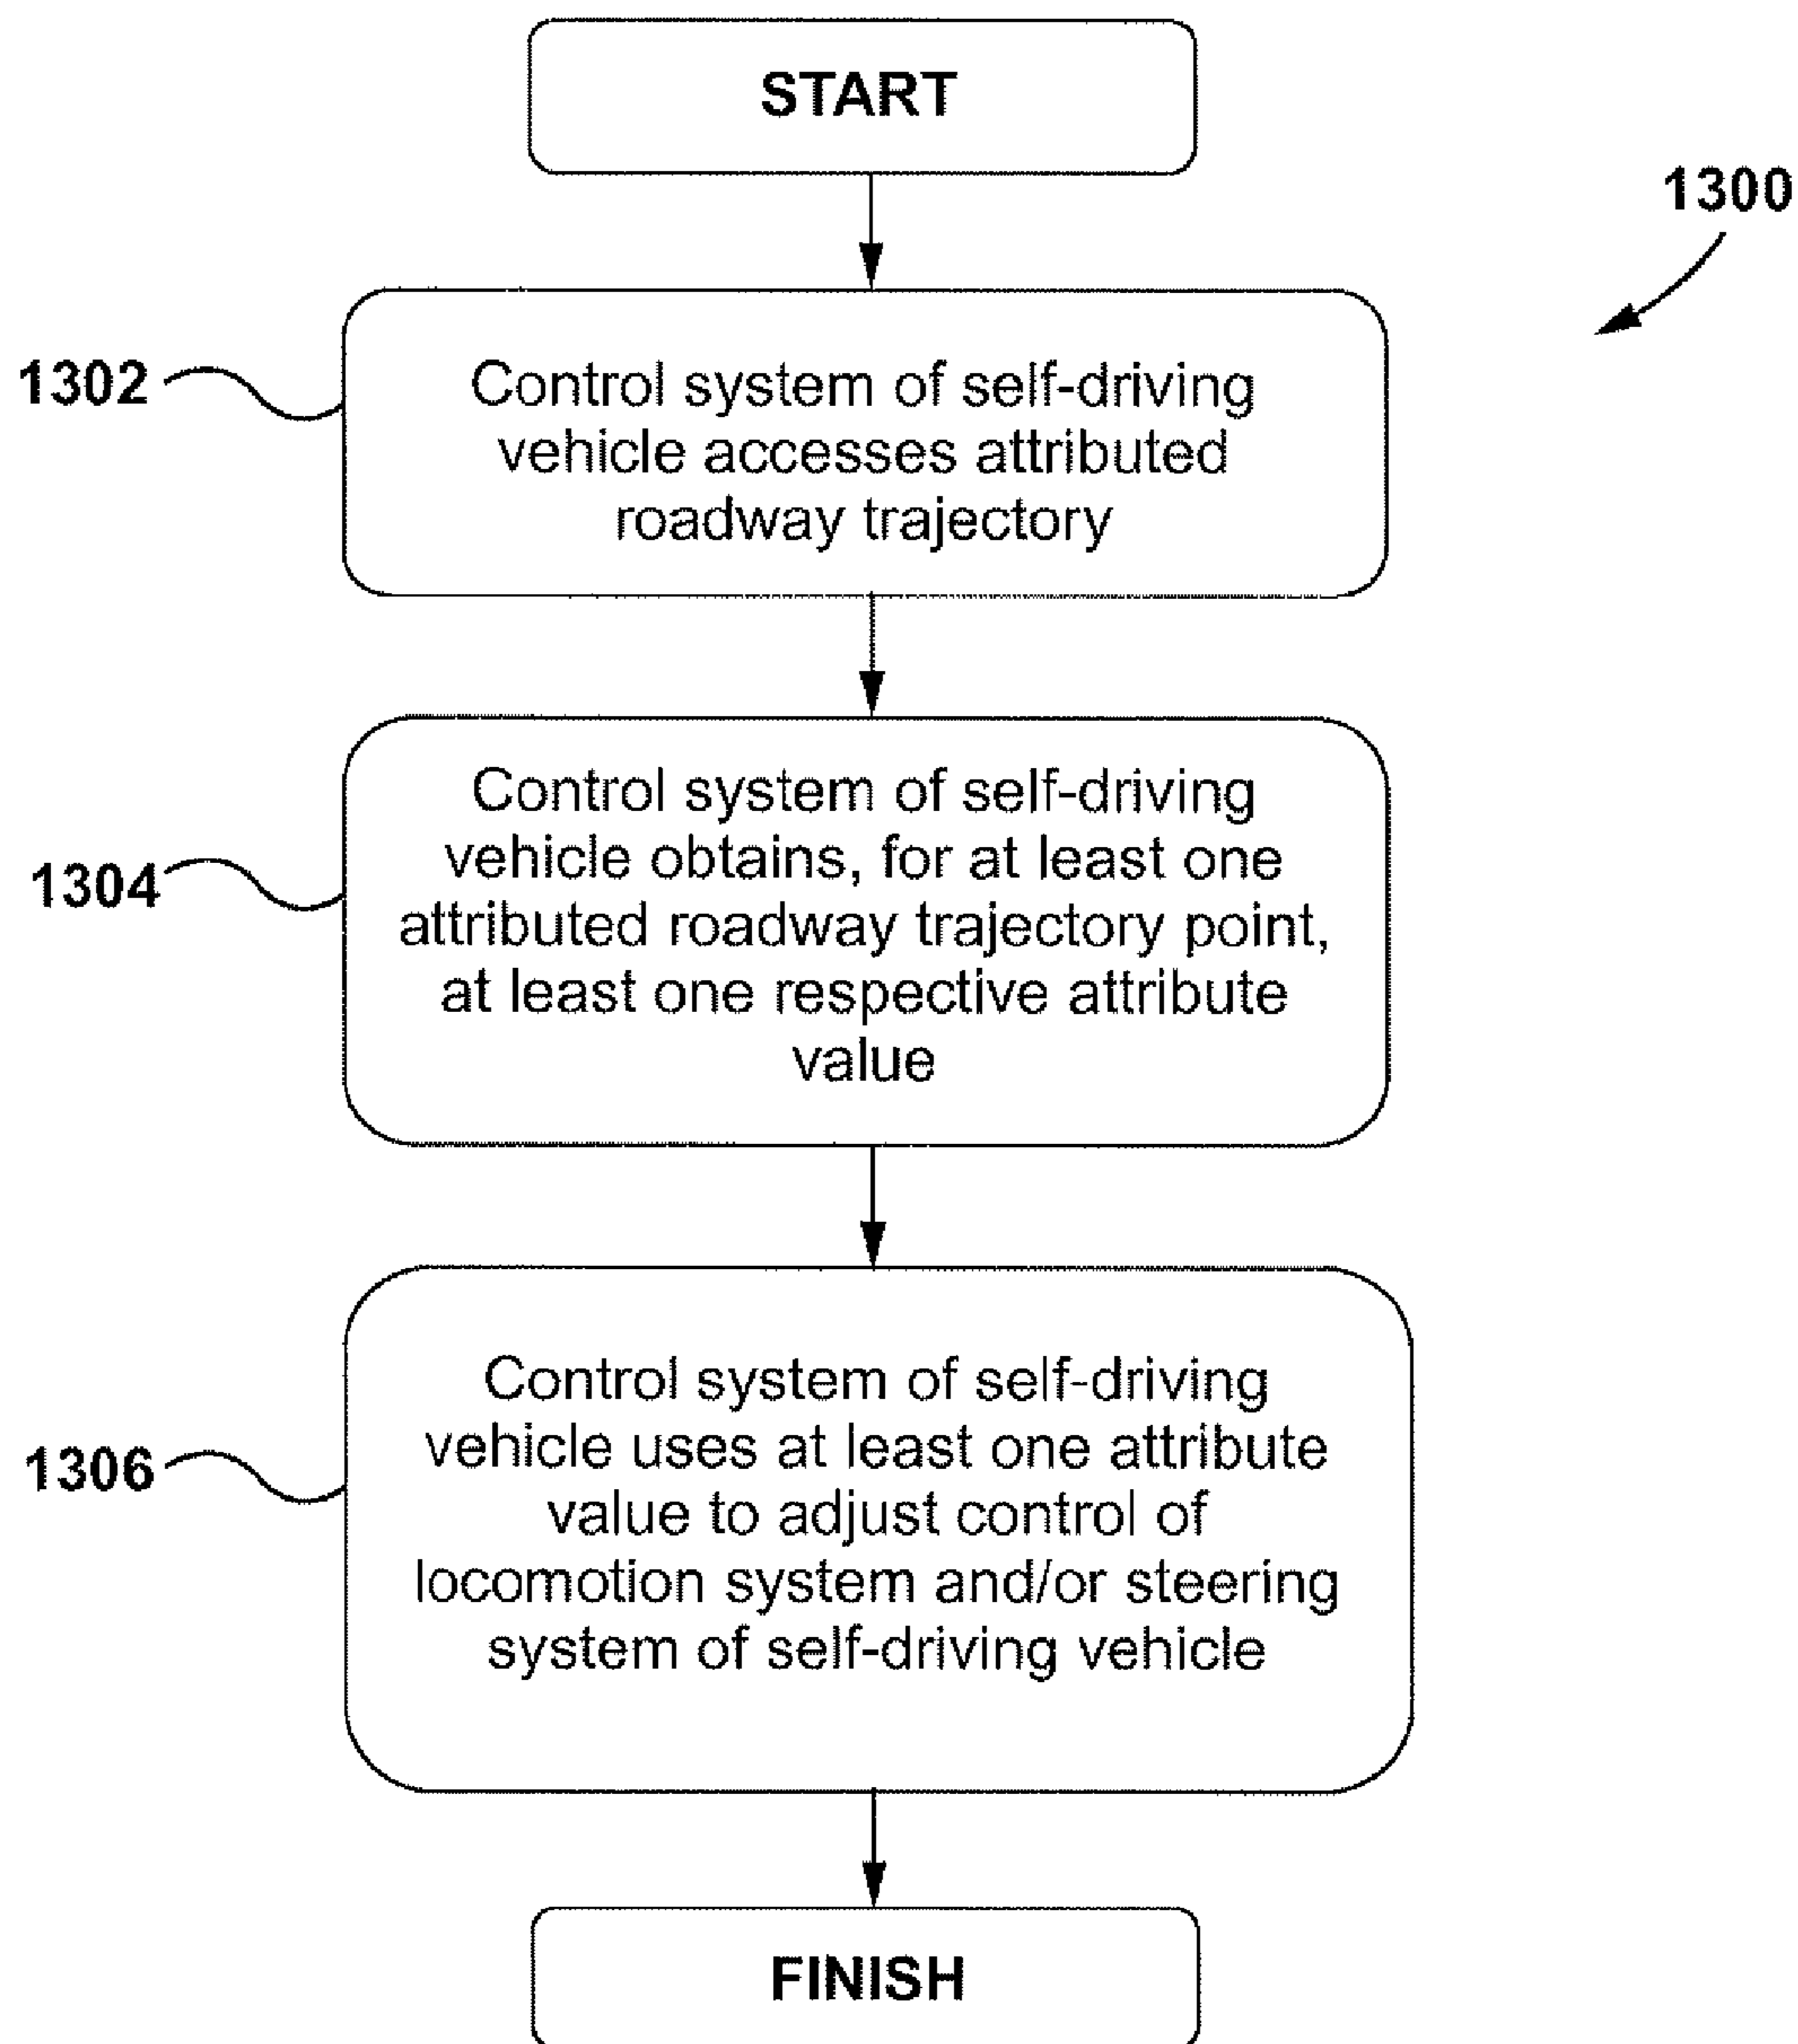 START
1300
1302
Control system of self-driving
vehicle accesses attributed
roadway trajectory
1304
Control system of self-driving
vehicle obtains, for at least one
attributed roadway trajectory point,
at least one respective attribute
value
1306
Control system of self-driving
vehicle uses at least one attribute
value to adjust control of
locomotion system and/or steering
system of self-driving vehicle
FINISH